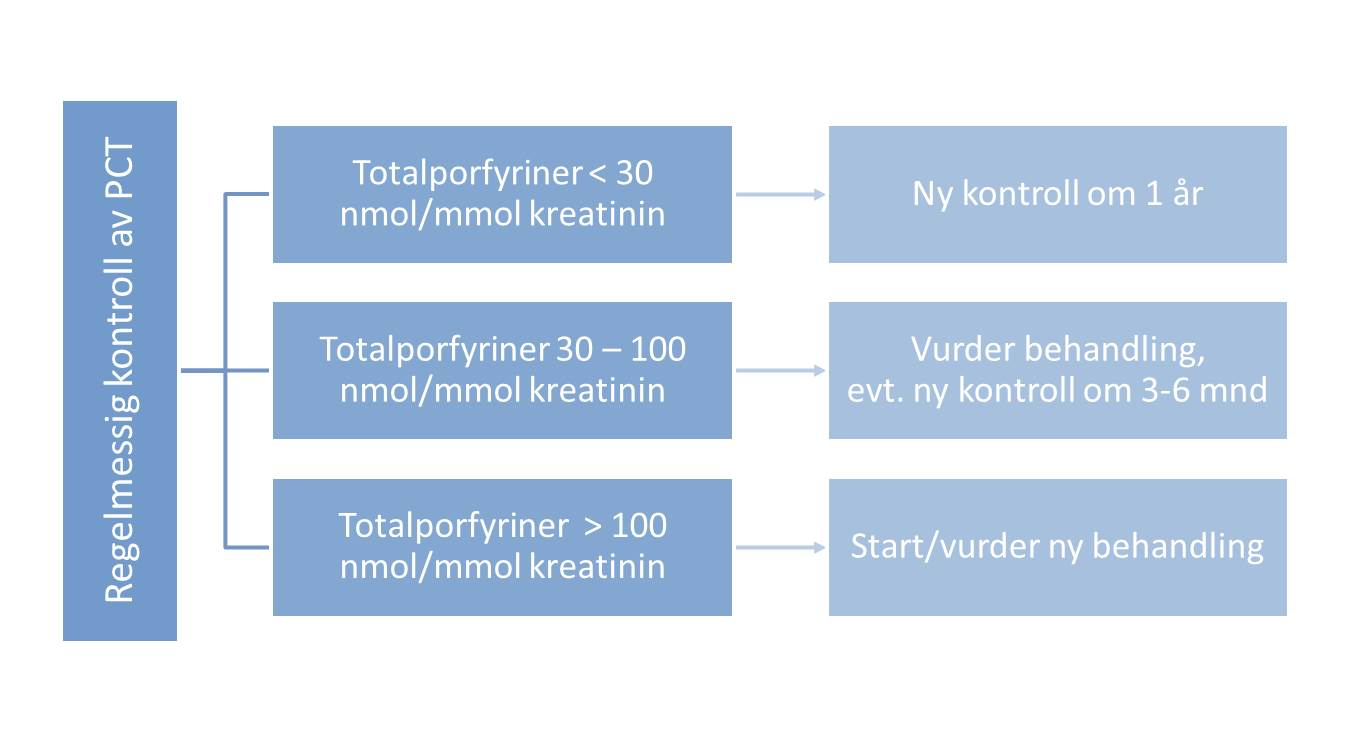 Regelmessig kontroll av PCT
Totalporfyriner < 30
nmol/mmol kreatinin
Ny kontroll om 1 år
Totalporfyriner 30 – 100
nmol/mmol kreatinin
Vurder behandling,
evt. ny kontroll om 3-6 mnd
Totalporfyriner > 100
nmol/mmol kreatinin
Start/vurder ny behandling